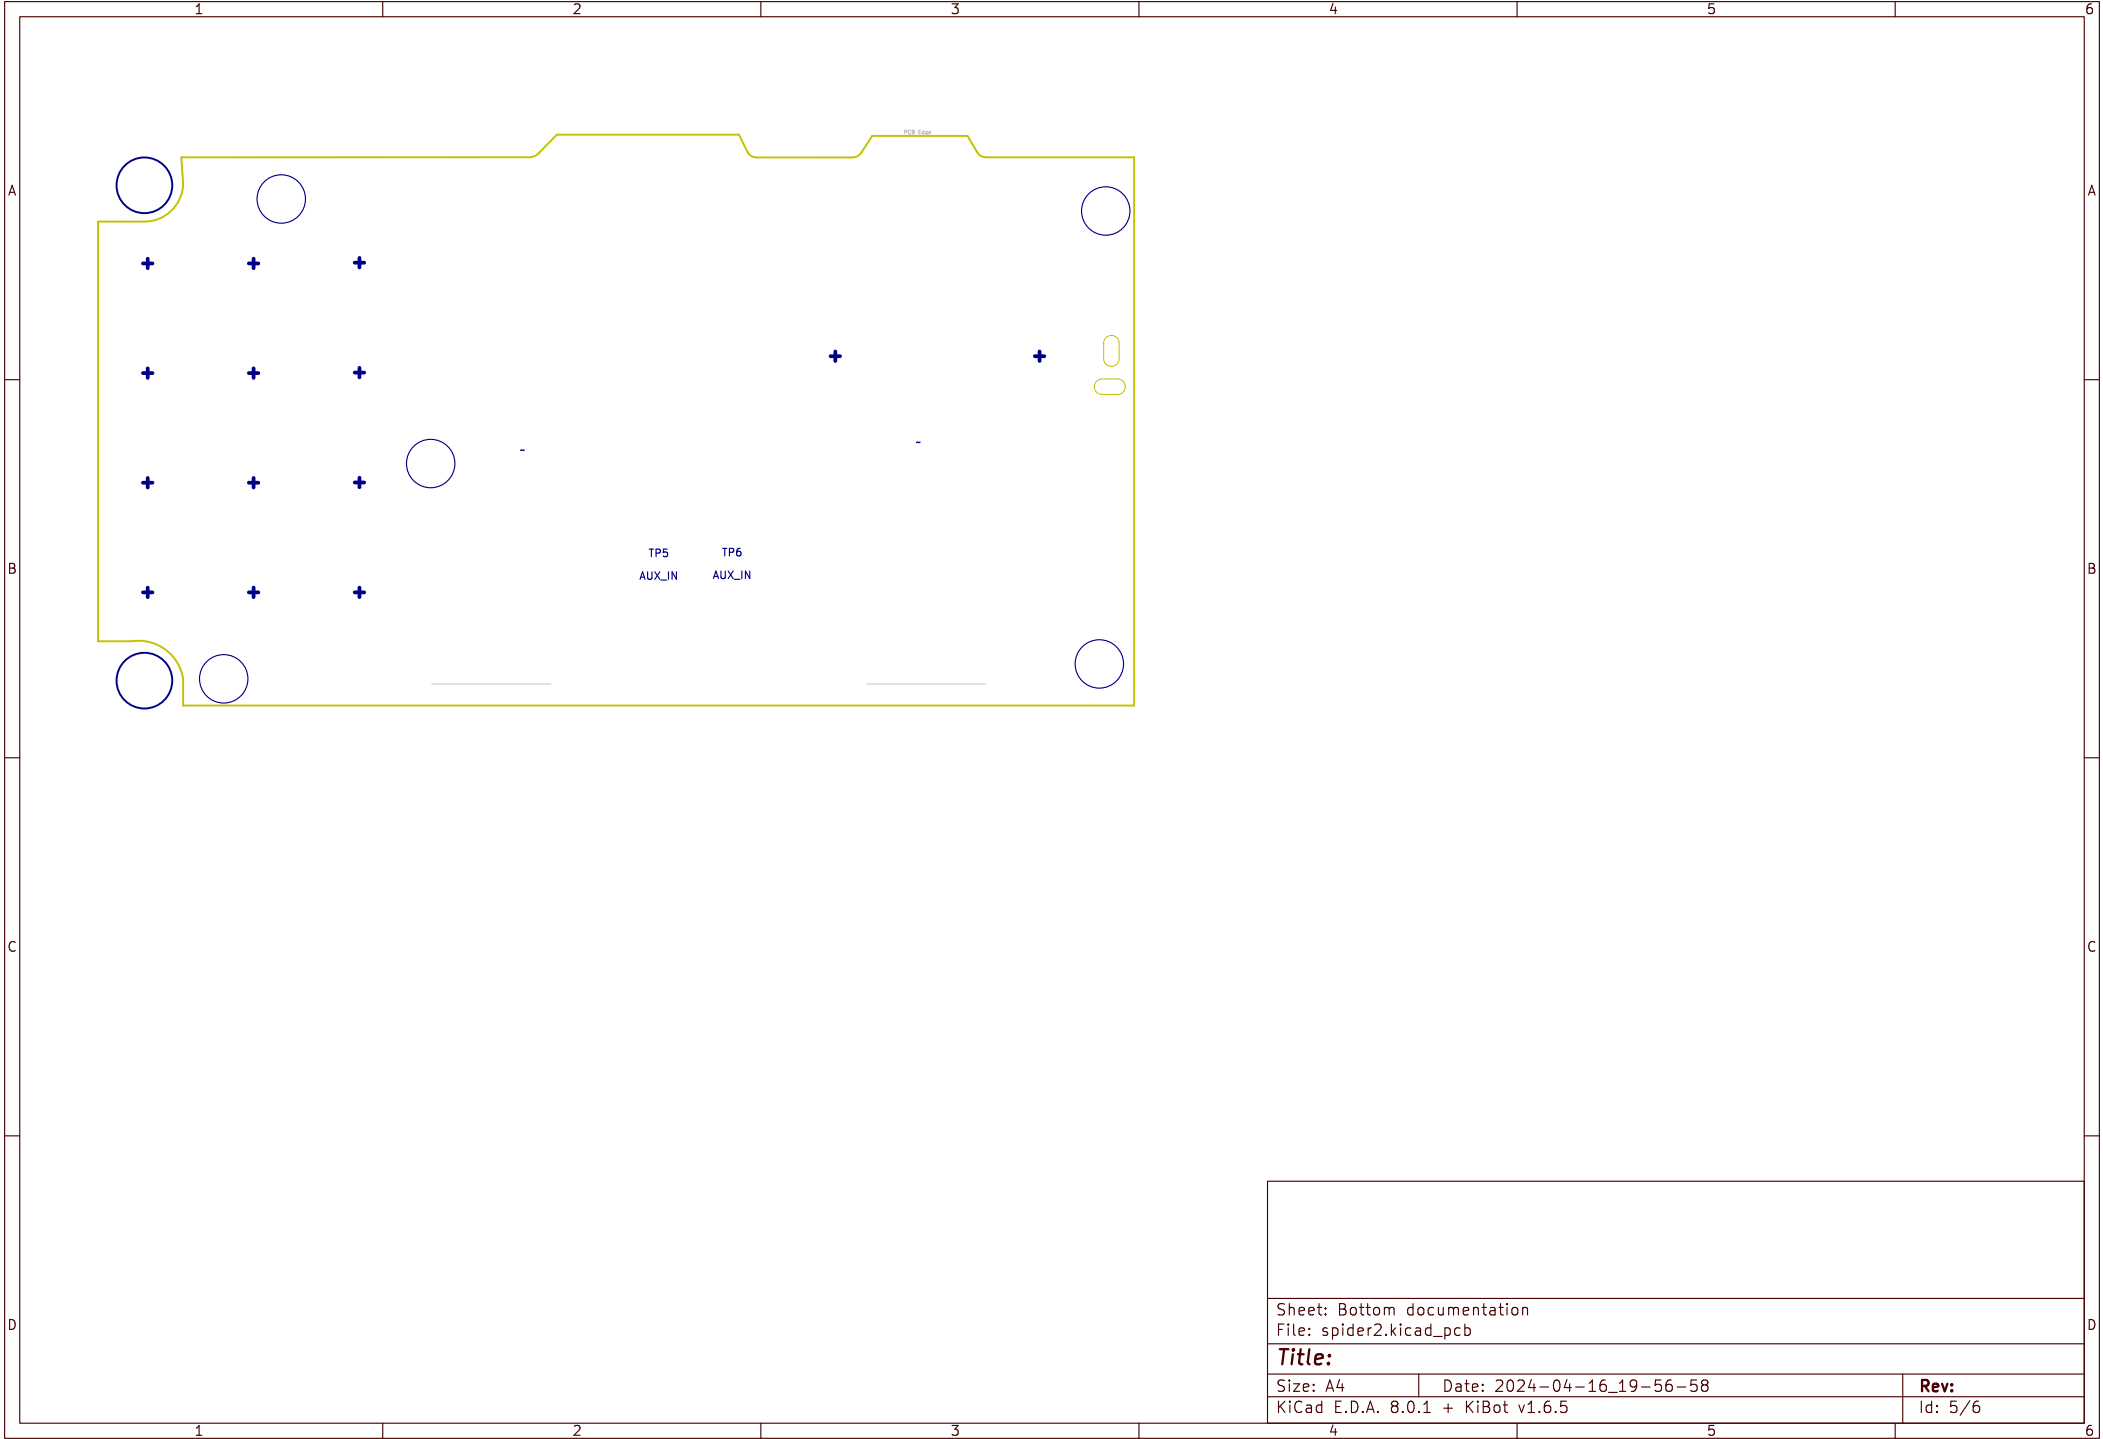 1 2 3 4 5 6
PCB Edge
A A
~
~
TP5 TP6
AUX_IN AUX_IN
B B
C C
Sheet: Bottom documentation
File: spider2.kicad_pcb
D D
Title:
Size: A4 Date: 2024-04-16_19-56-58 Rev:
KiCad E.D.A. 8.0.1 + KiBot v1.6.5 Id: 5/6
1 2 3 4 5 6